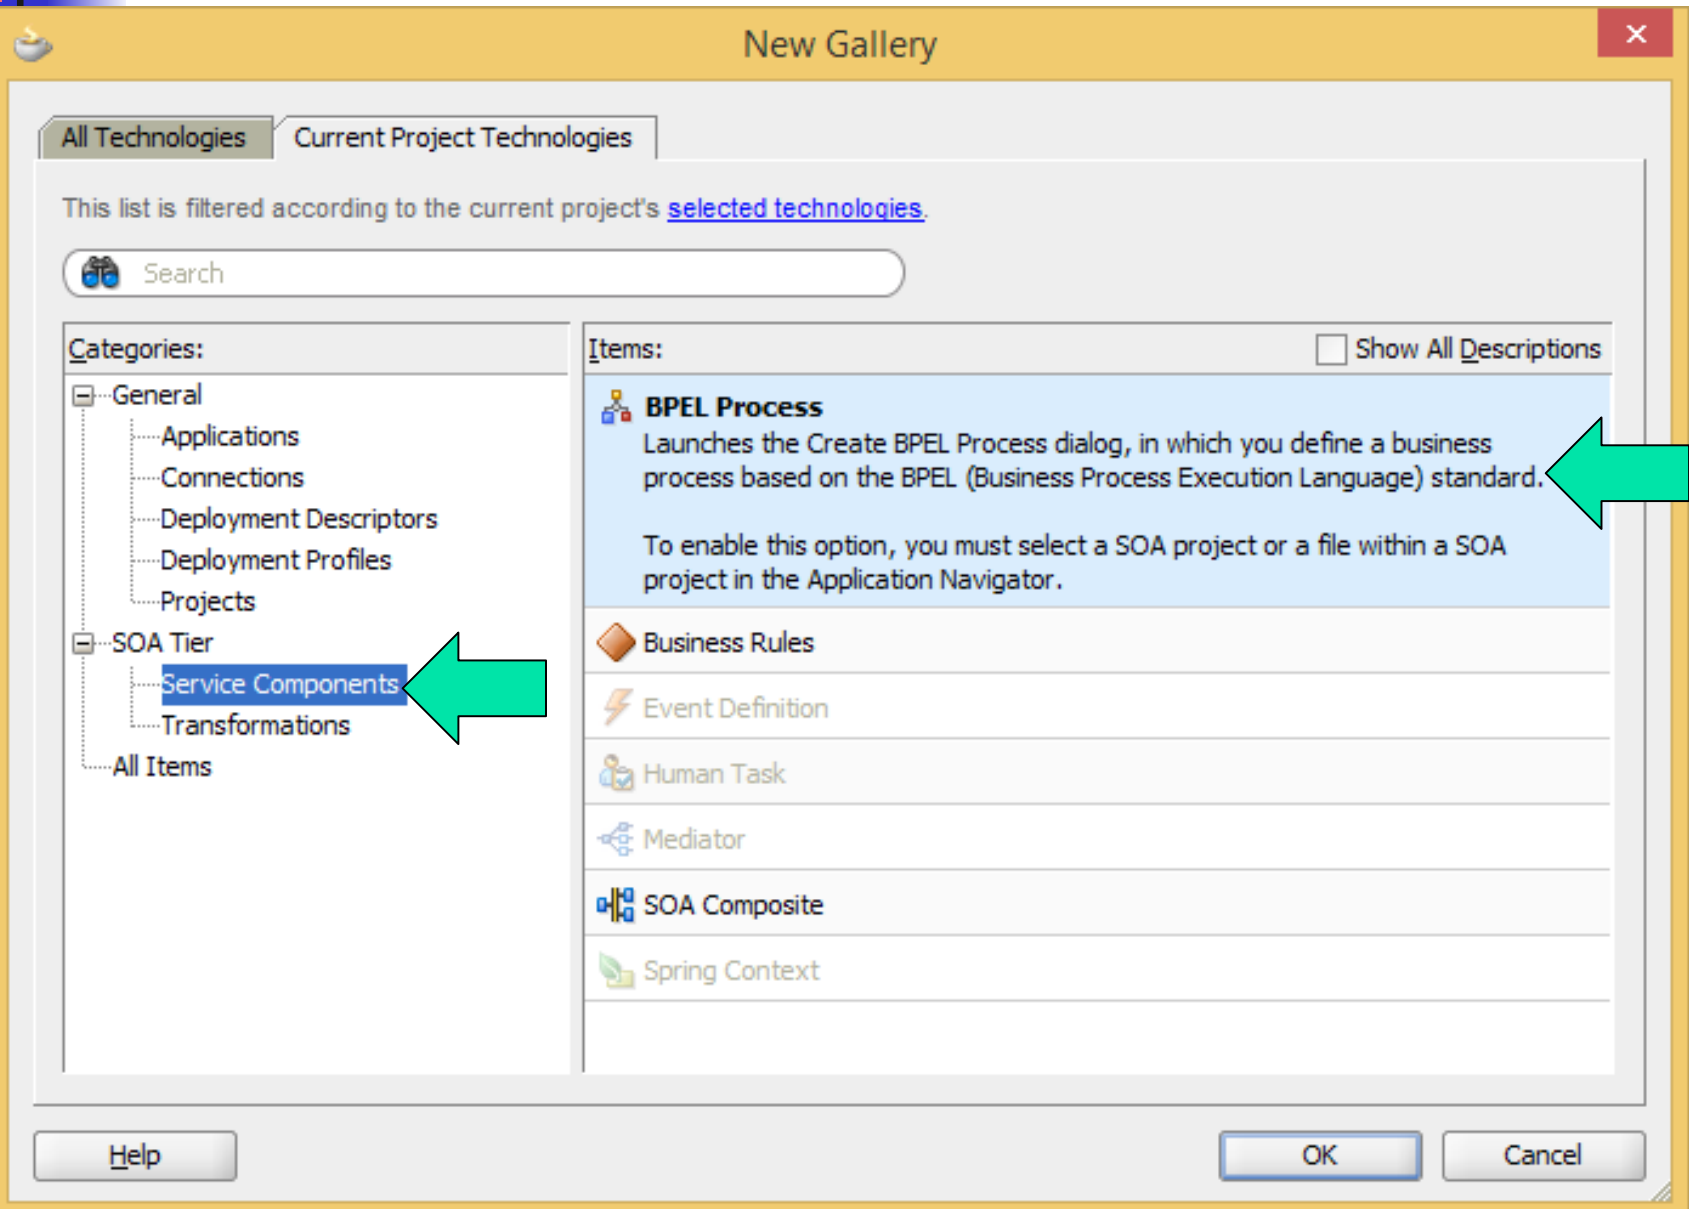 New Gallery
All Technologies
Current Project Technologies
This list is filtered according to the current project's selected technologies.
Search
Categories:
General
Applications
Connections
Deployment Descriptors
Deployment Profiles
Projects
SOA Tier
Service Components
Transformations
All Items
Items:
Show All Descriptions
BPEL Process
Launches the Create BPEL Process dialog, in which you define a business
process based on the BPEL (Business Process Execution Language) standard.
To enable this option, you must select a SOA project or a file within a SOA
project in the Application Navigator.
Business Rules
Event Definition
Human Task
Mediator
SOA Composite
Spring Context
Help
OK
Cancel